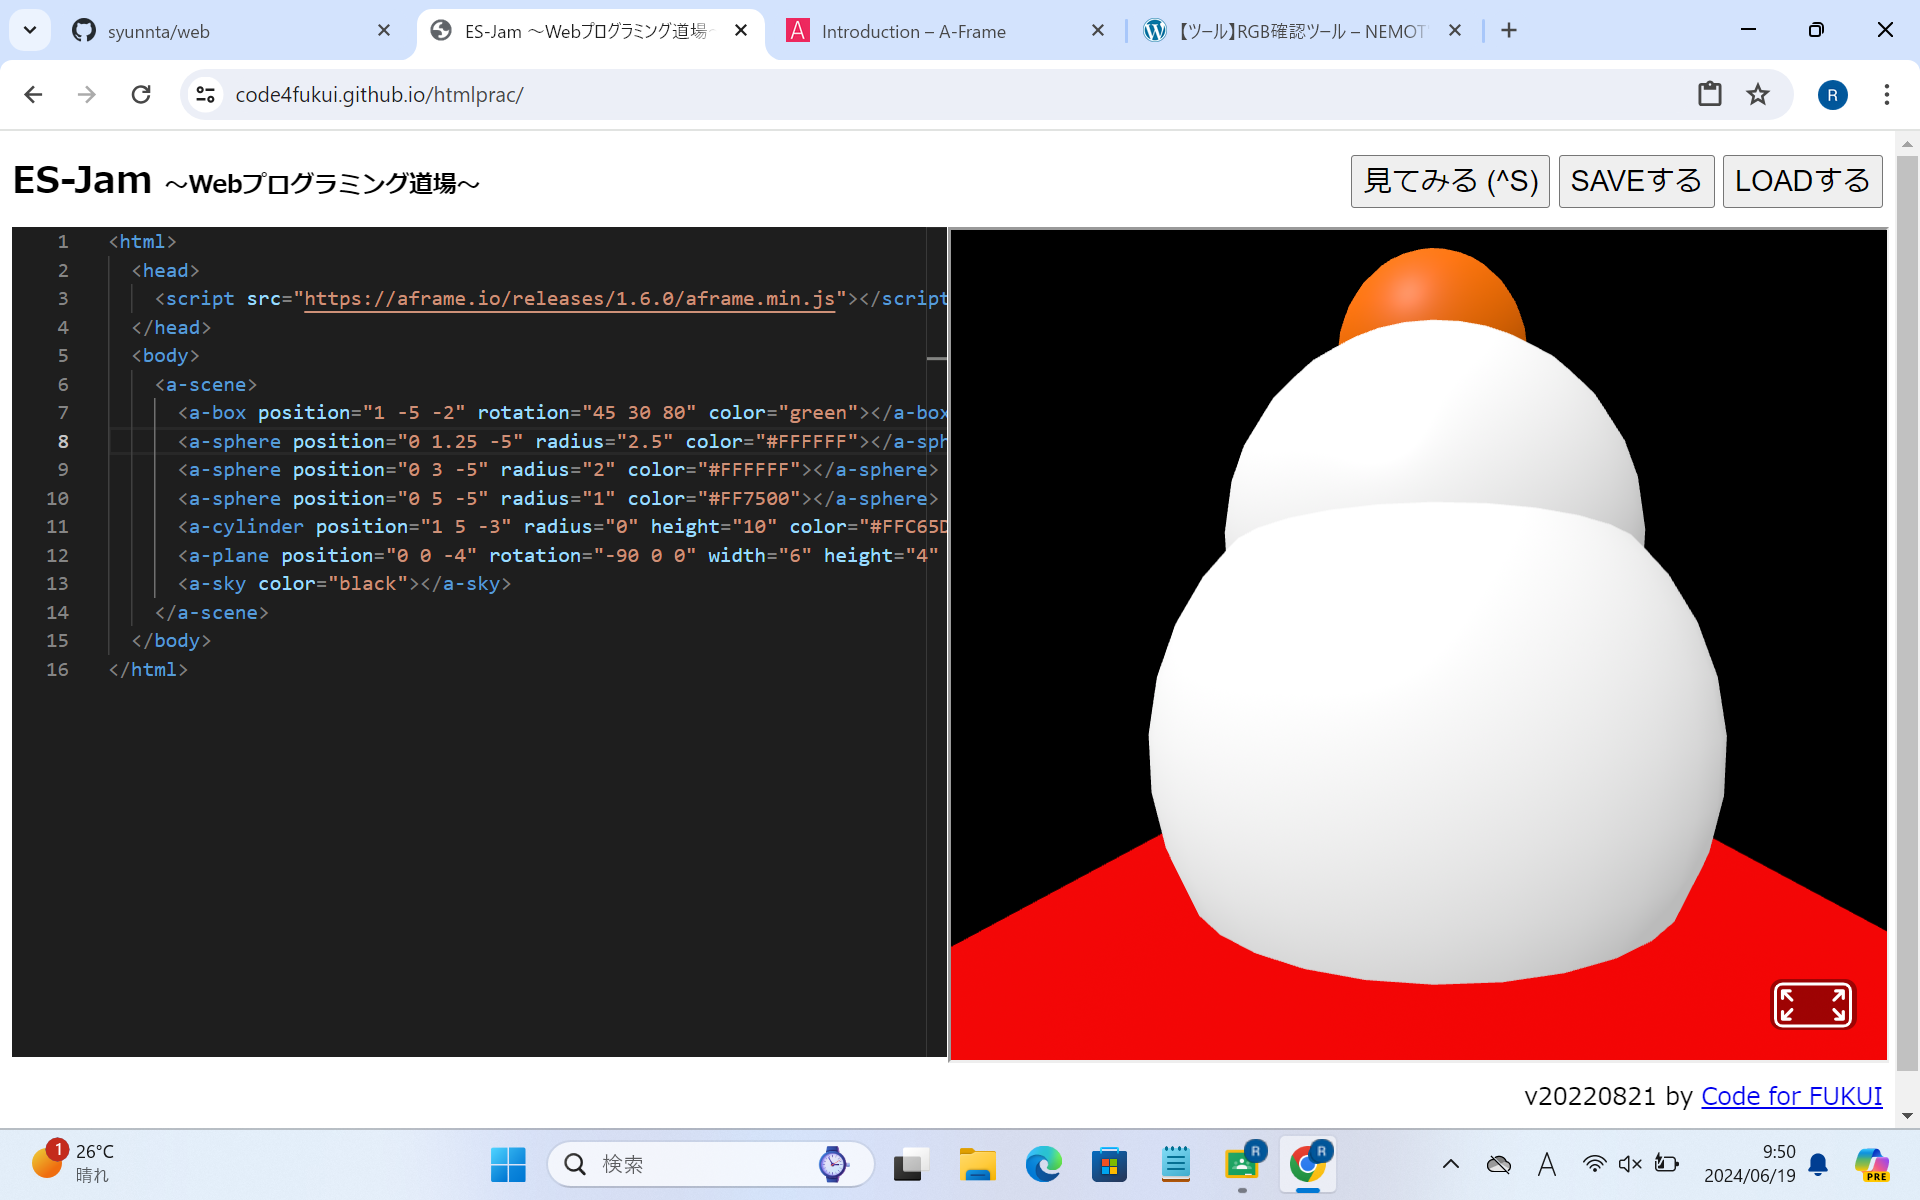 syunnta/web
ES-Jam ～Webプログラミング道場～
Introduction – A-Frame
【ツール】RGB確認ツール – NEMOT
code4fukui.github.io/htmlprac/
R
ES-Jam ～Webプログラミング道場～
見てみる (^S)
SAVEする
LOADする
1 <html>
2 <head>
3 <script src="https://aframe.io/releases/1.6.0/aframe.min.js"></script
4 </head>
5 <body>
6 <a-scene>
7 <a-box position="1 -5 -2" rotation="45 30 80" color="green"></a-box
8 <a-sphere position="0 1.25 -5" radius="2.5" color="#FFFFFF"></a-sph
9 <a-sphere position="0 3 -5" radius="2" color="#FFFFFF"></a-sphere>
10 <a-sphere position="0 5 -5" radius="1" color="#FF7500"></a-sphere>
11 <a-cylinder position="1 5 -3" radius="0" height="10" color="#FFC65D
12 <a-plane position="0 0 -4" rotation="-90 0 0" width="6" height="4"
13 <a-sky color="black"></a-sky>
14 </a-scene>
15 </body>
16 </html>
v20220821 by Code for FUKUI
1
26°C
晴れ
検索
R
R
A
9:50
2024/06/19
PRE